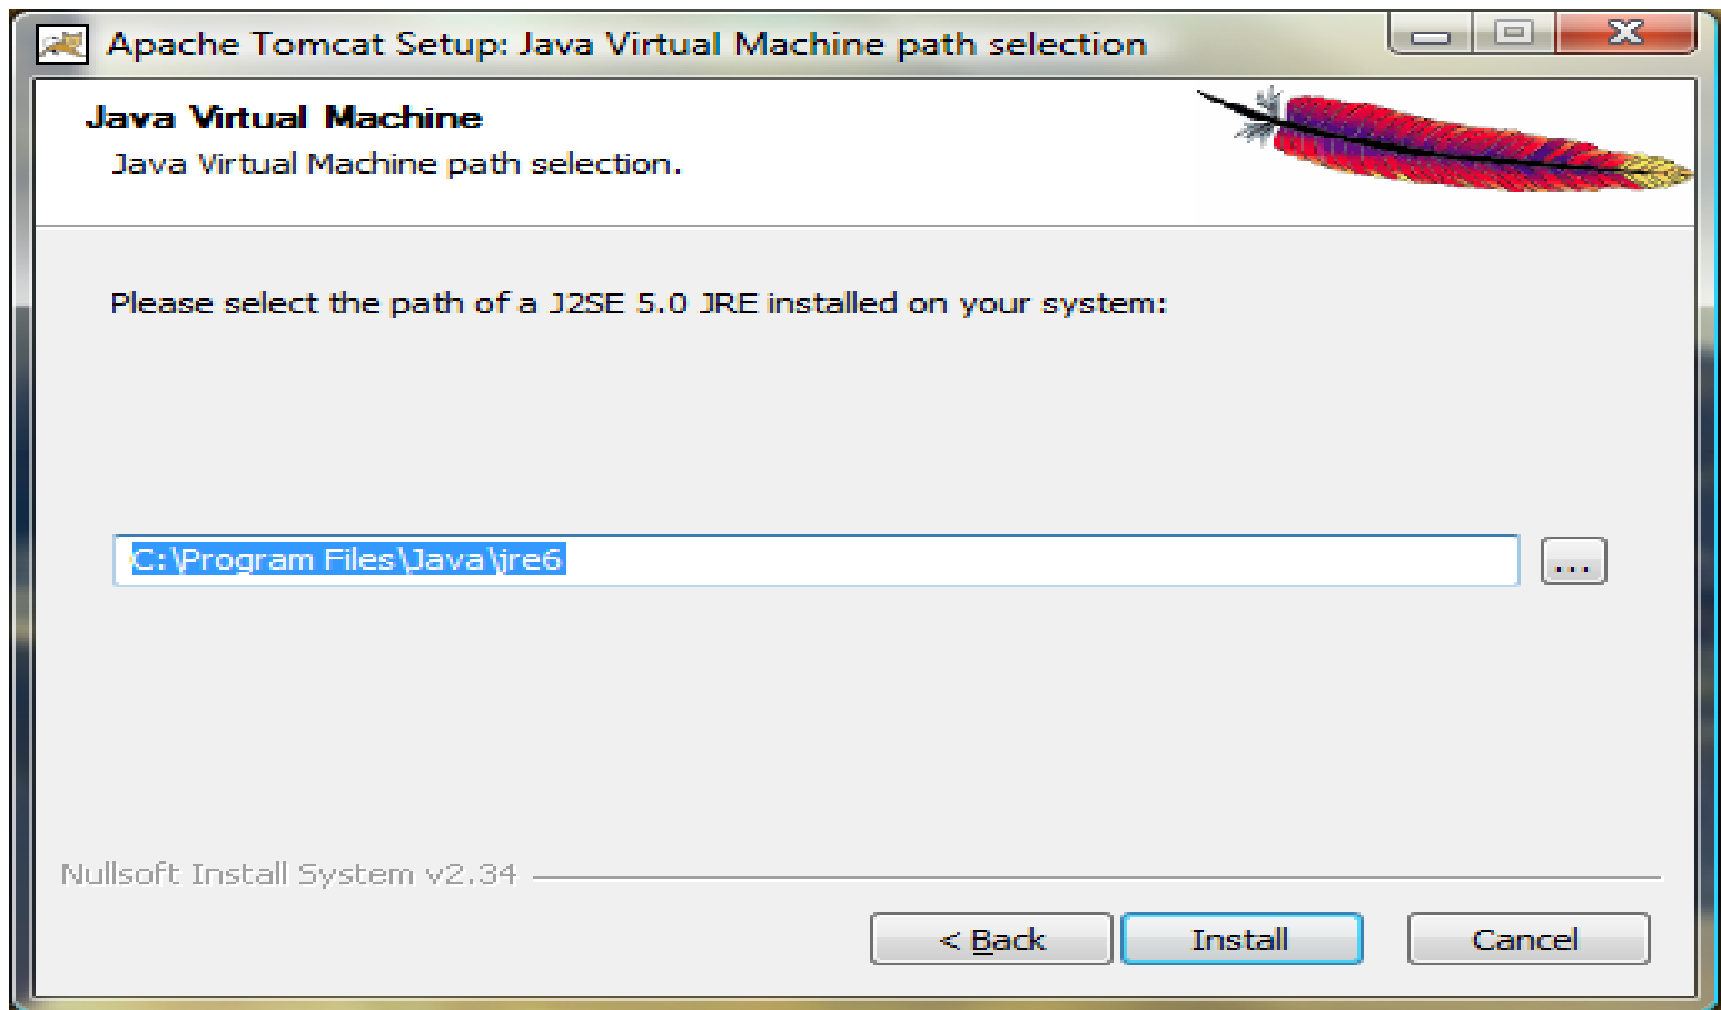 Apache Tomcat Setup: Java Virtual Machine path selection
Java Virtual Machine
Java Virtual Machine path selection.
Please select the path of a J2SE 5.0 JRE installed on your system:
C:\Program Files\Java\jre6
...
Nullsoft Install System v2.34
< Back
Install
Cancel